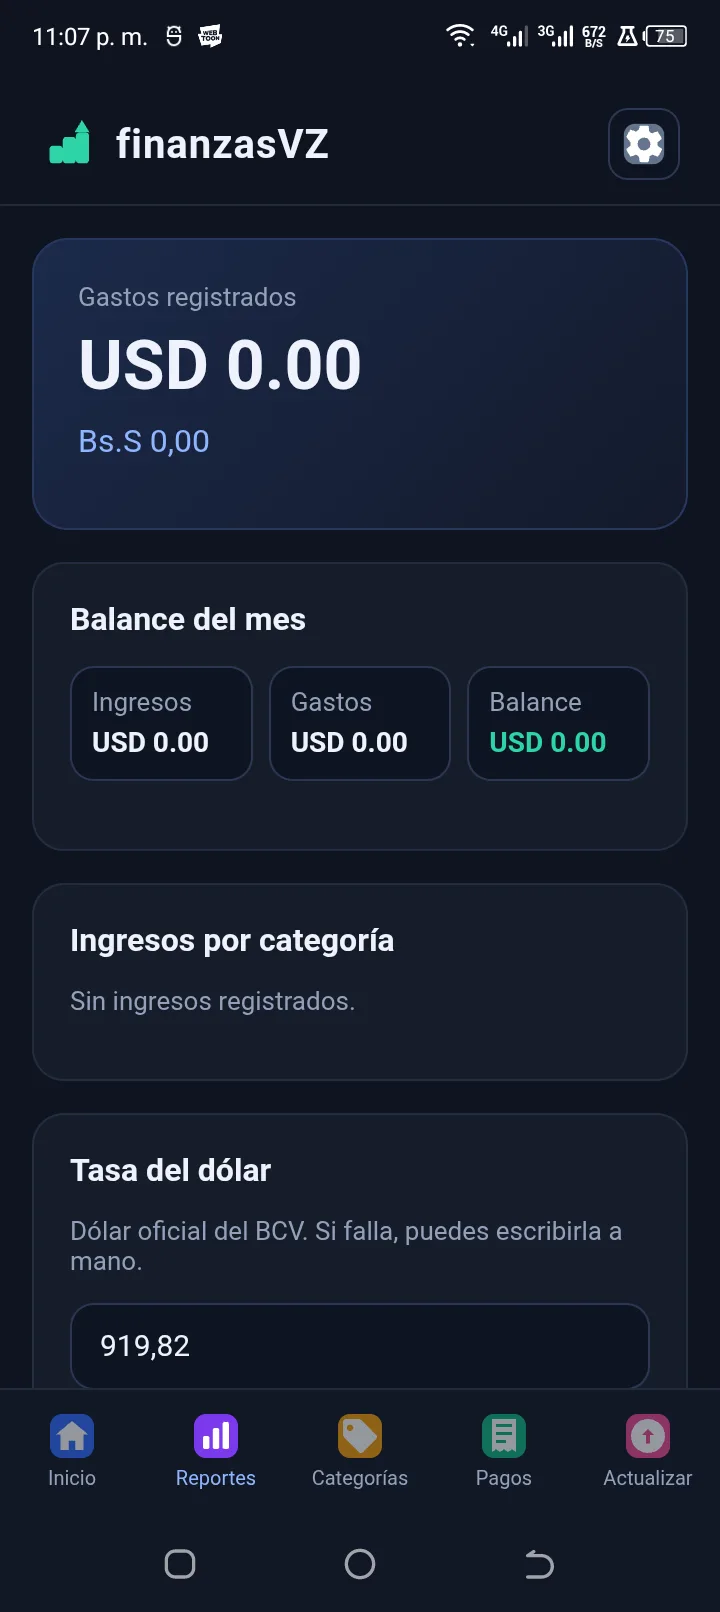 11:07 p. m. WEB TOON 4G 3G 672 B/S 75
finanzasVZ
Gastos registrados
USD 0.00
Bs.S 0,00
Balance del mes
Ingresos Gastos Balance
USD 0.00 USD 0.00 USD 0.00
Ingresos por categoría
Sin ingresos registrados.
Tasa del dólar
Dólar oficial del BCV. Si falla, puedes escribirla a
mano.
919,82
Inicio Reportes Categorías Pagos Actualizar